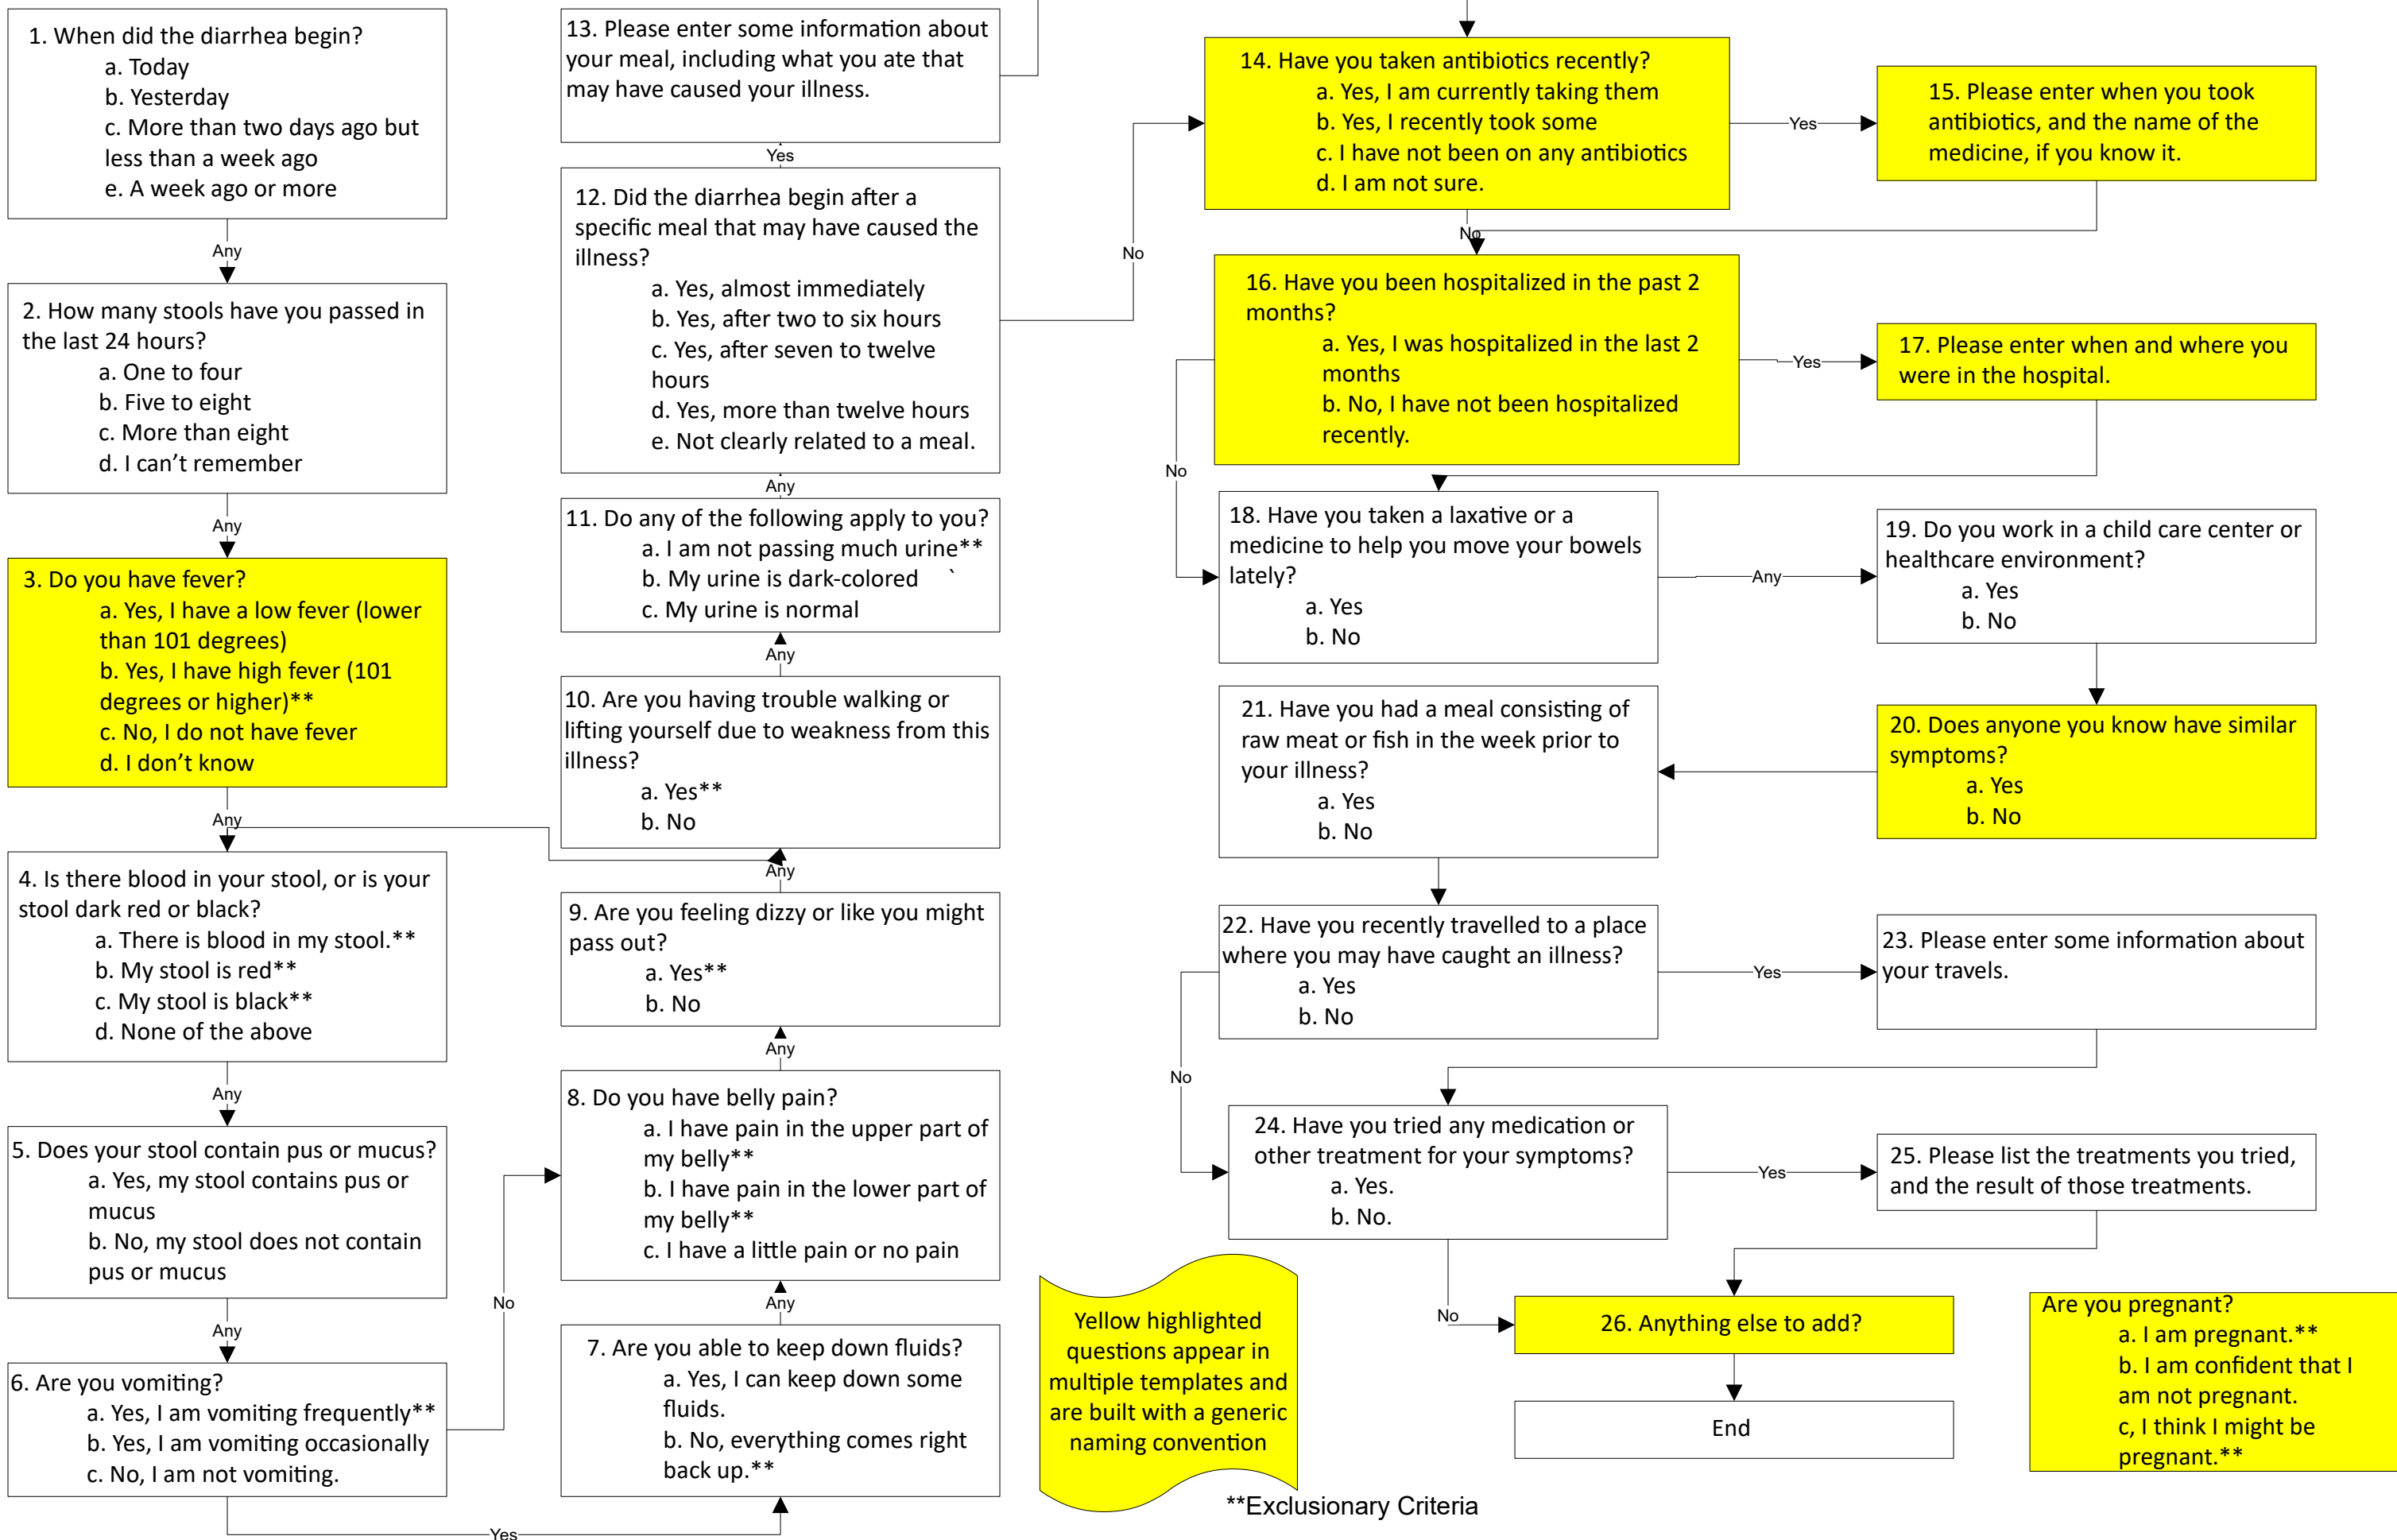 1. When did the diarrhea begin?
a. Today
b. Yesterday
c. More than two days ago but
less than a week ago
e. A week ago or more
Any
2. How many stools have you passed in
the last 24 hours?
a. One to four
b. Five to eight
c. More than eight
d. I can’t remember
Any
3. Do you have fever?
a. Yes, I have a low fever (lower
than 101 degrees)
b. Yes, I have high fever (101
degrees or higher)**
c. No, I do not have fever
d. I don’t know
Any
4. Is there blood in your stool, or is your
stool dark red or black?
a. There is blood in my stool.**
b. My stool is red**
c. My stool is black**
d. None of the above
Any
5. Does your stool contain pus or mucus?
a. Yes, my stool contains pus or
mucus
b. No, my stool does not contain
pus or mucus
Any
6. Are you vomiting?
a. Yes, I am vomiting frequently**
b. Yes, I am vomiting occasionally
c. No, I am not vomiting.
Yes
No
7. Are you able to keep down fluids?
a. Yes, I can keep down some
fluids.
b. No, everything comes right
back up.**
Any
8. Do you have belly pain?
a. I have pain in the upper part of
my belly**
b. I have pain in the lower part of
my belly**
c. I have a little pain or no pain
Any
9. Are you feeling dizzy or like you might
pass out?
a. Yes**
b. No
Any
10. Are you having trouble walking or
lifting yourself due to weakness from this
illness?
a. Yes**
b. No
Any
11. Do any of the following apply to you?
a. I am not passing much urine**
b. My urine is dark-colored `
c. My urine is normal
Any
12. Did the diarrhea begin after a
specific meal that may have caused the
illness?
a. Yes, almost immediately
b. Yes, after two to six hours
c. Yes, after seven to twelve
hours
d. Yes, more than twelve hours
e. Not clearly related to a meal.
Yes
No
13. Please enter some information about
your meal, including what you ate that
may have caused your illness.
14. Have you taken antibiotics recently?
a. Yes, I am currently taking them
b. Yes, I recently took some
c. I have not been on any antibiotics
d. I am not sure.
Yes
No
15. Please enter when you took
antibiotics, and the name of the
medicine, if you know it.
16. Have you been hospitalized in the past 2
months?
a. Yes, I was hospitalized in the last 2
months
b. No, I have not been hospitalized
recently.
Yes
No
17. Please enter when and where you
were in the hospital.
18. Have you taken a laxative or a
medicine to help you move your bowels
lately?
a. Yes
b. No
Any
19. Do you work in a child care center or
healthcare environment?
a. Yes
b. No
20. Does anyone you know have similar
symptoms?
a. Yes
b. No
21. Have you had a meal consisting of
raw meat or fish in the week prior to
your illness?
a. Yes
b. No
22. Have you recently travelled to a place
where you may have caught an illness?
a. Yes
b. No
Yes
No
23. Please enter some information about
your travels.
24. Have you tried any medication or
other treatment for your symptoms?
a. Yes.
b. No.
Yes
No
25. Please list the treatments you tried,
and the result of those treatments.
26. Anything else to add?
End
Yellow highlighted
questions appear in
multiple templates and
are built with a generic
naming convention
**Exclusionary Criteria
Are you pregnant?
a. I am pregnant.**
b. I am confident that I
am not pregnant.
c, I think I might be
pregnant.**